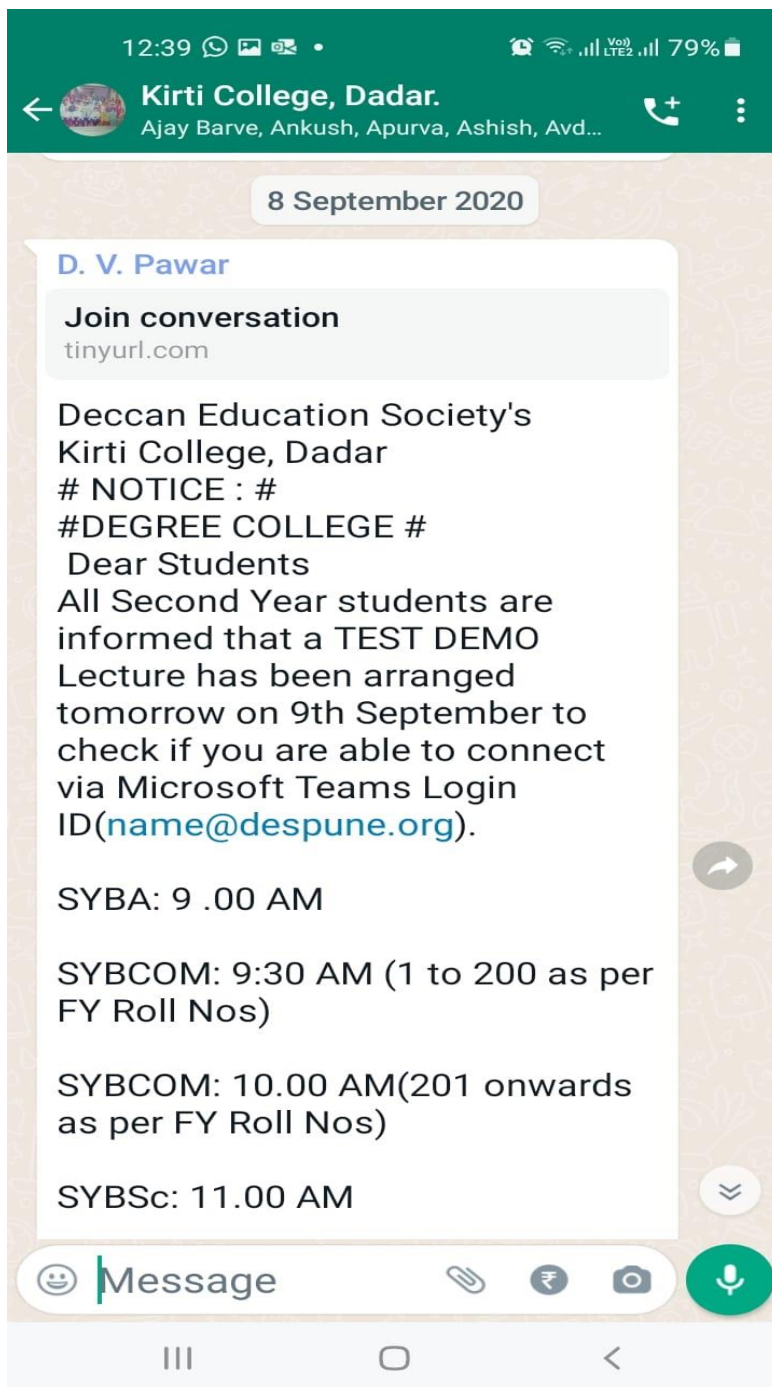 12:39 79%
Kirti College, Dadar.
Ajay Barve, Ankush, Apurva, Ashish, Avd...
8 September 2020
D. V. Pawar
Join conversation
tinyurl.com
Deccan Education Society's
Kirti College, Dadar
# NOTICE : #
#DEGREE COLLEGE #
Dear Students
All Second Year students are
informed that a TEST DEMO
Lecture has been arranged
tomorrow on 9th September to
check if you are able to connect
via Microsoft Teams Login
ID(name@despune.org).
SYBA: 9 .00 AM
SYBCOM: 9:30 AM (1 to 200 as per
FY Roll Nos)
SYBCOM: 10.00 AM(201 onwards
as per FY Roll Nos)
SYBSc: 11.00 AM
Message